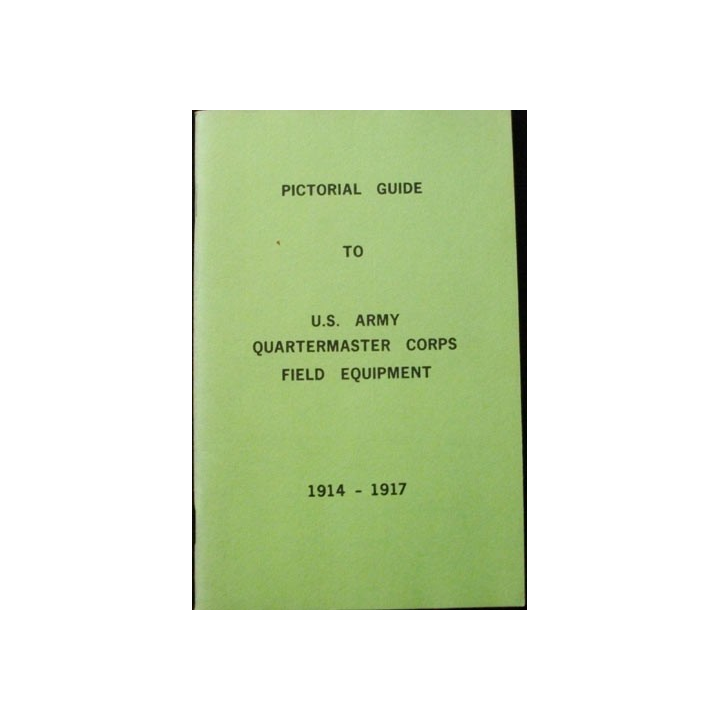 PICTORIAL GUIDE
TO
U.S. ARMY
QUARTERMASTER CORPS
FIELD EQUIPMENT
1914 - 1917